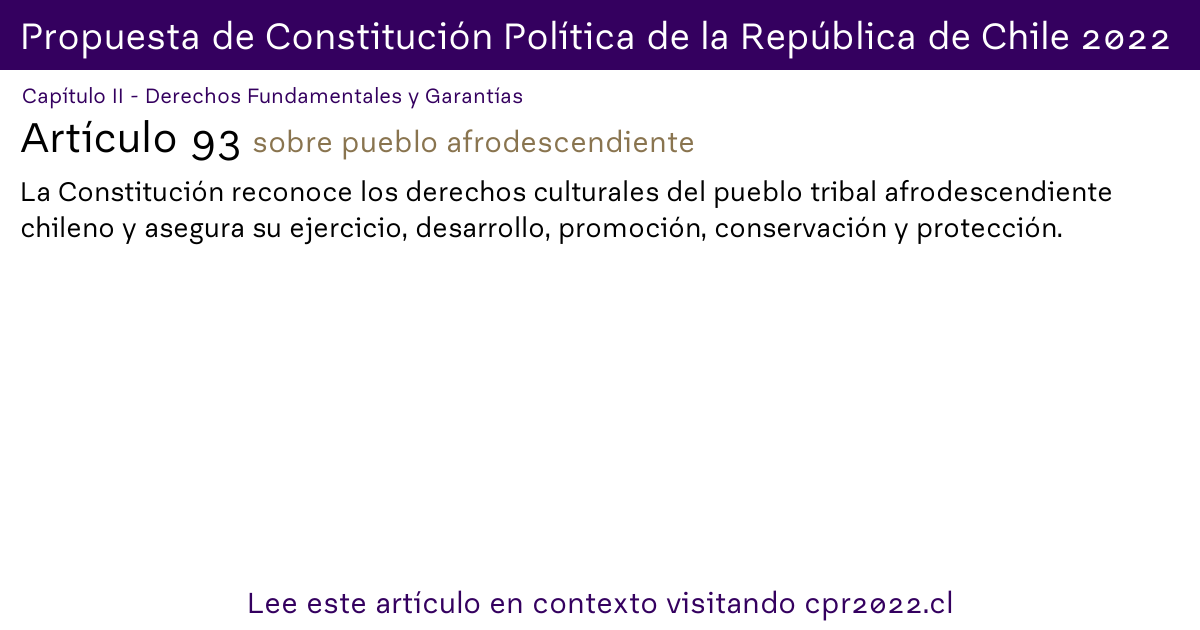 Propuesta de Constitución Política de la República de Chile 2022
Capítulo II - Derechos Fundamentales y Garantías
Artículo 93 sobre pueblo afrodescendiente
La Constitución reconoce los derechos culturales del pueblo tribal afrodescendiente
chileno y asegura su ejercicio, desarrollo, promoción, conservación y protección.
Lee este artículo en contexto visitando cpr2022.cl